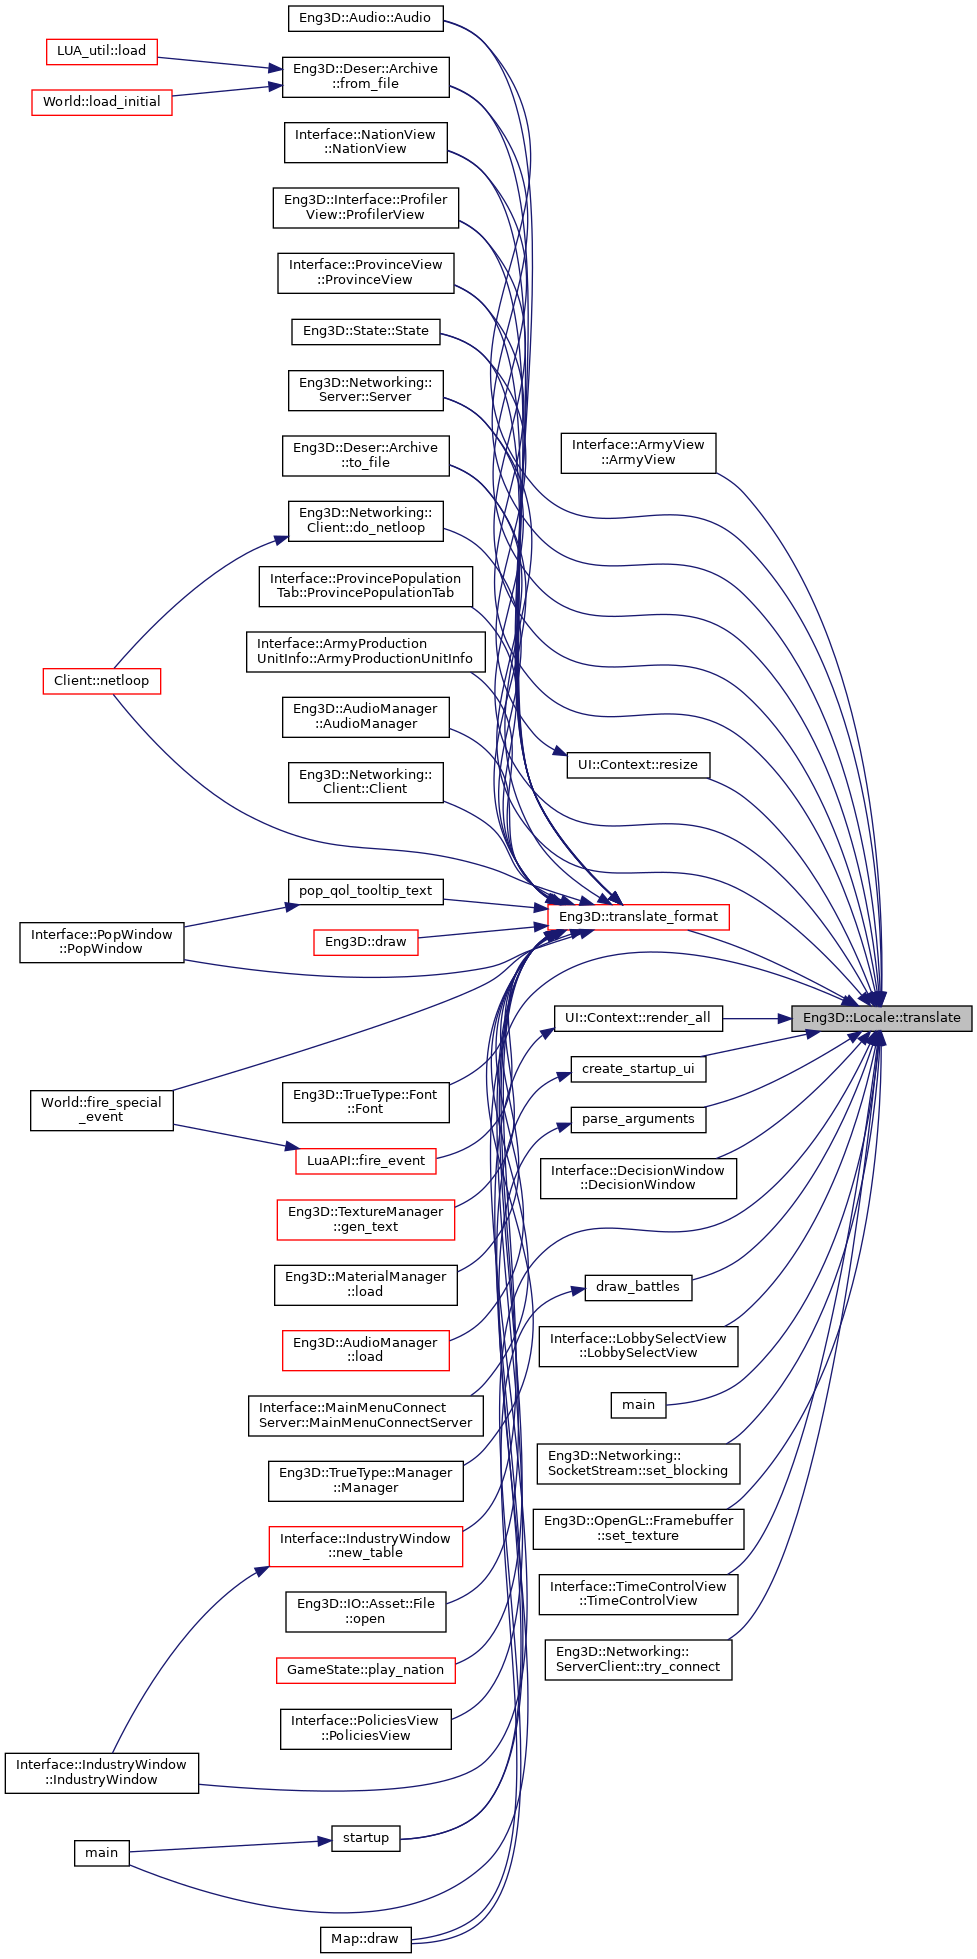 Eng3D::Audio::Audio
LUA_util::load
Eng3D::Deser::Archive
::from_file
World::load_initial
Interface::NationView
::NationView
Eng3D::Interface::Profiler
View::ProfilerView
Interface::ProvinceView
::ProvinceView
Eng3D::State::State
Eng3D::Networking::
Server::Server
Eng3D::Deser::Archive
::to_file
Interface::ArmyView
::ArmyView
Eng3D::Networking::
Client::do_netloop
Interface::ProvincePopulation
Tab::ProvincePopulationTab
Interface::ArmyProduction
UnitInfo::ArmyProductionUnitInfo
Client::netloop
Eng3D::AudioManager
::AudioManager
UI::Context::resize
Eng3D::Networking::
Client::Client
pop_qol_tooltip_text
Eng3D::translate_format
Interface::PopWindow
::PopWindow
Eng3D::draw
UI::Context::render_all
Eng3D::Locale::translate
create_startup_ui
Eng3D::TrueType::Font
::Font
World::fire_special
_event
parse_arguments
LuaAPI::fire_event
Interface::DecisionWindow
::DecisionWindow
Eng3D::TextureManager
::gen_text
Eng3D::MaterialManager
::load
draw_battles
Eng3D::AudioManager
::load
Interface::LobbySelectView
::LobbySelectView
Interface::MainMenuConnect
Server::MainMenuConnectServer
main
Eng3D::Networking::
SocketStream::set_blocking
Eng3D::TrueType::Manager
::Manager
Eng3D::OpenGL::Framebuffer
::set_texture
Interface::IndustryWindow
::new_table
Interface::TimeControlView
::TimeControlView
Eng3D::IO::Asset::File
::open
Eng3D::Networking::
ServerClient::try_connect
GameState::play_nation
Interface::PoliciesView
::PoliciesView
Interface::IndustryWindow
::IndustryWindow
startup
main
Map::draw